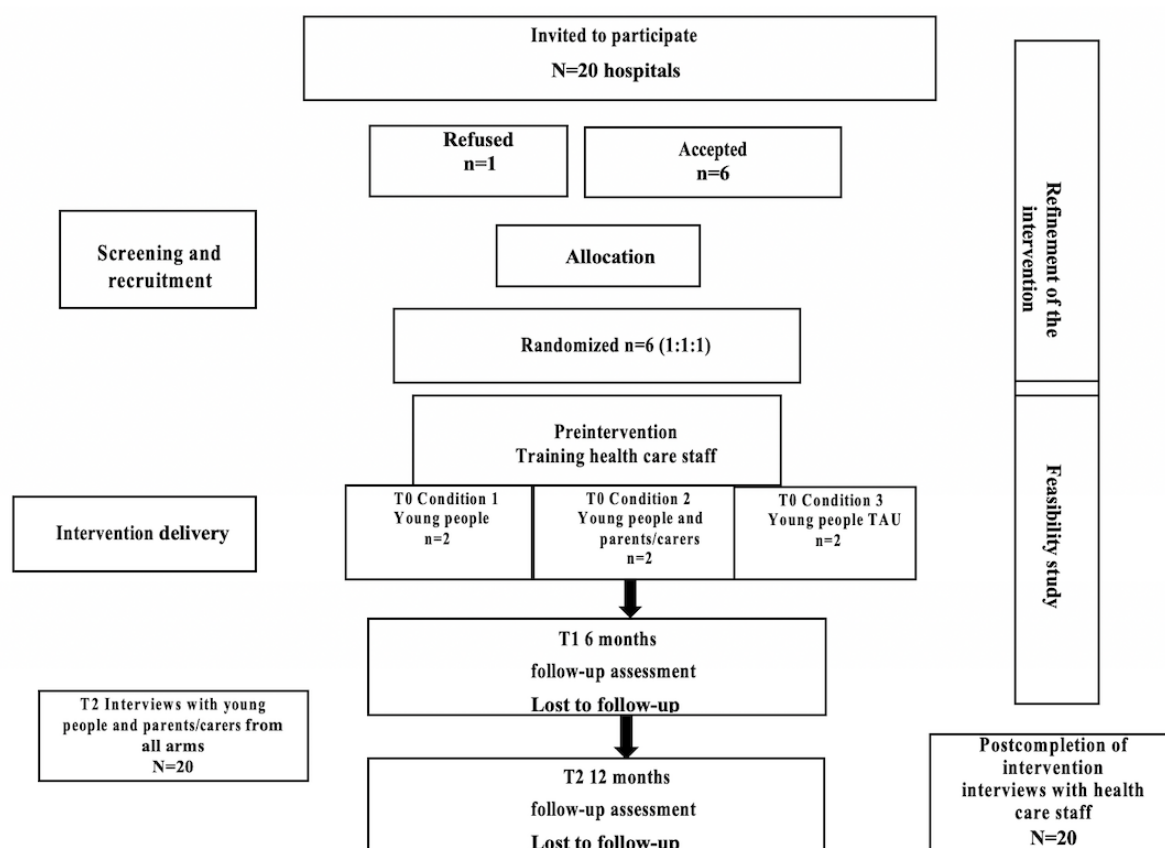 Invited to participate
N=20 hospitals
Refused
n=1
Accepted
n=6
Refinement of the
intervention
Screening and
recruitment
Allocation
Randomized n=6 (1:1:1)
Preintervention
Training health care staff
Feasibility study
Intervention delivery
T0 Condition 1
Young people
n=2
T0 Condition 2
Young people and
parents/carers
n=2
T0 Condition 3
Young people TAU
n=2
T1 6 months
follow-up assessment
Lost to follow-up
T2 Interviews with young
people and parents/carers from
all arms
N=20
T2 12 months
follow-up assessment
Lost to follow-up
Postcompletion of
intervention
interviews with health
care staff
N=20